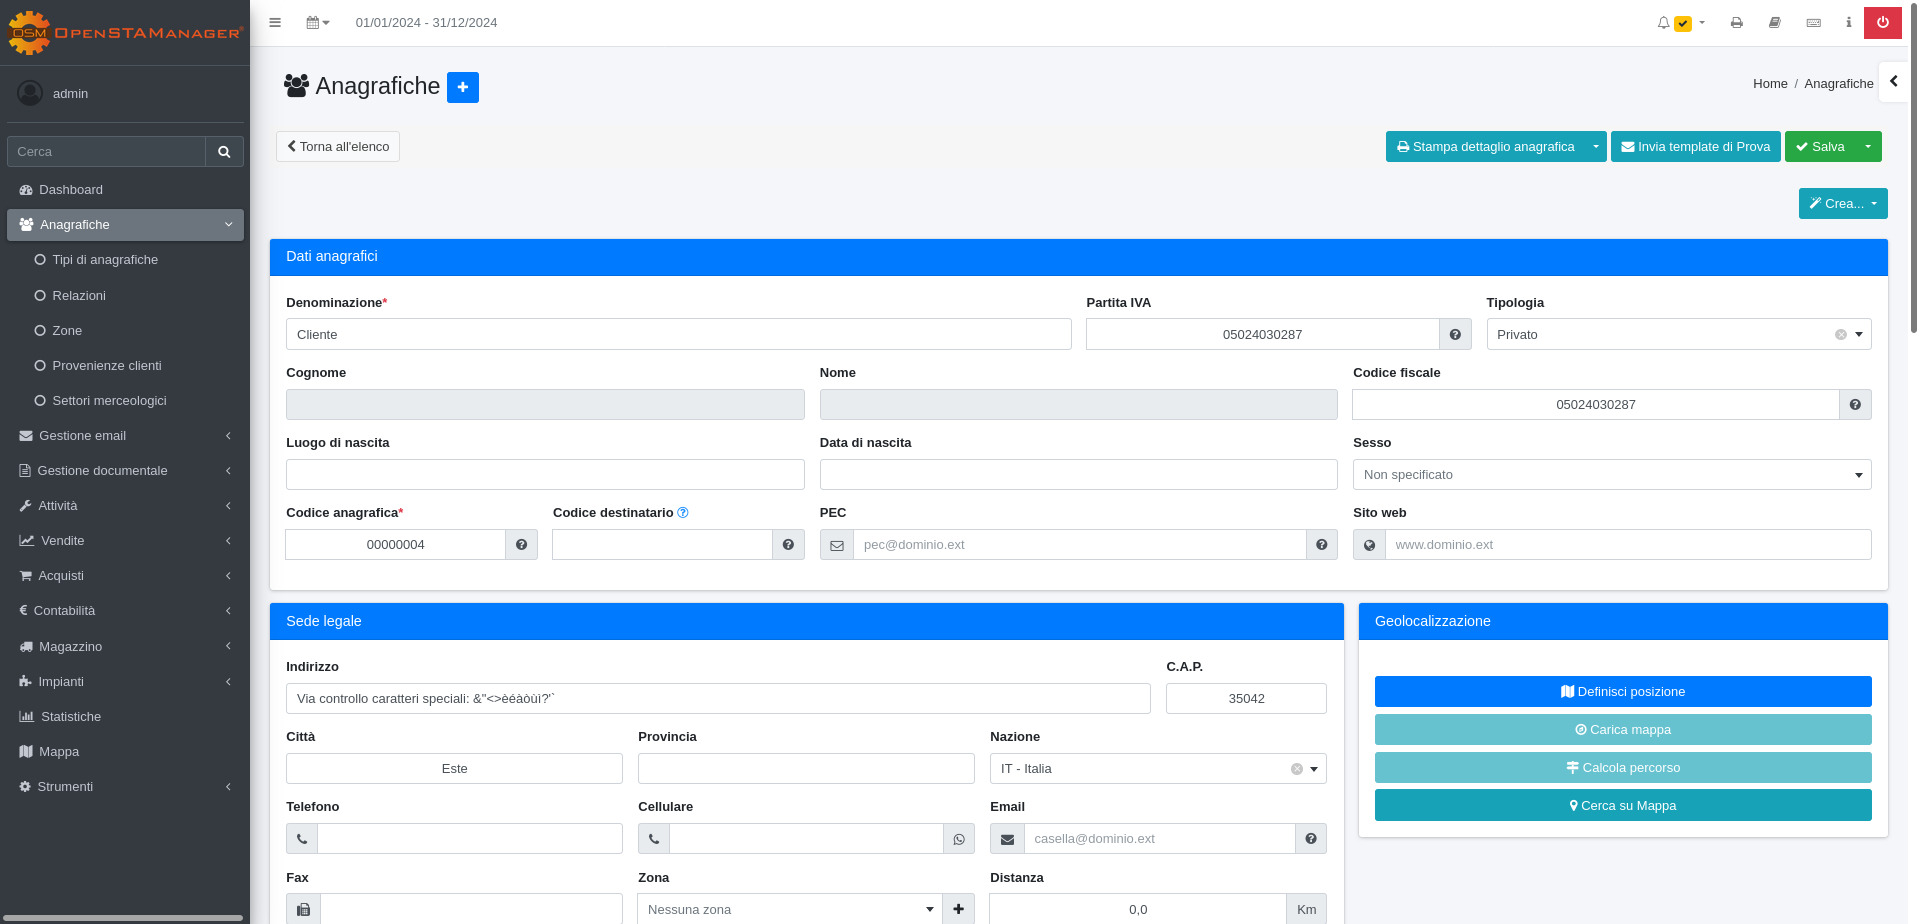 OSM OpenSTAManager®
01/01/2024 - 31/12/2024
admin
Cerca
Dashboard
Anagrafiche
Tipi di anagrafiche
Relazioni
Zone
Provenienze clienti
Settori merceologici
Gestione email
Gestione documentale
Attività
Vendite
Acquisti
Contabilità
Magazzino
Impianti
Statistiche
Mappa
Strumenti
Anagrafiche
Home / Anagrafiche
Torna all'elenco
Stampa dettaglio anagrafica
Invia template di Prova
Salva
Crea...
Dati anagrafici
Denominazione* Partita IVA Tipologia
Cliente 05024030287 Privato
Cognome Nome Codice fiscale
05024030287
Luogo di nascita Data di nascita Sesso
Non specificato
Codice anagrafica* Codice destinatario PEC Sito web
00000004 pec@dominio.ext www.dominio.ext
Sede legale
Indirizzo C.A.P.
Via controllo caratteri speciali: &"<>èéàòùì?'` 35042
Città Provincia Nazione
Este IT - Italia
Telefono Cellulare Email
casella@dominio.ext
Fax Zona Distanza
Nessuna zona 0,0 Km
Geolocalizzazione
Definisci posizione
Carica mappa
Calcola percorso
Cerca su Mappa